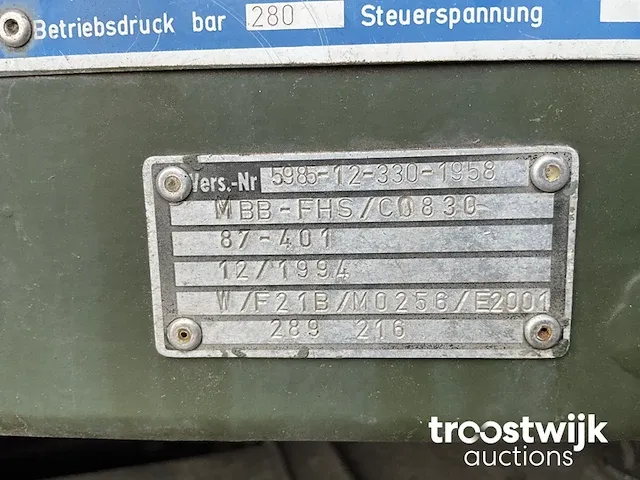 Betriebsdruck bar 280 Steuerspannung
Vers.-Nr 5985-12-330-1958
MBB-FHS/C0830
87-401
12/1994
W/F21B/M0256/E2001
289 216
troostwijk
auctions